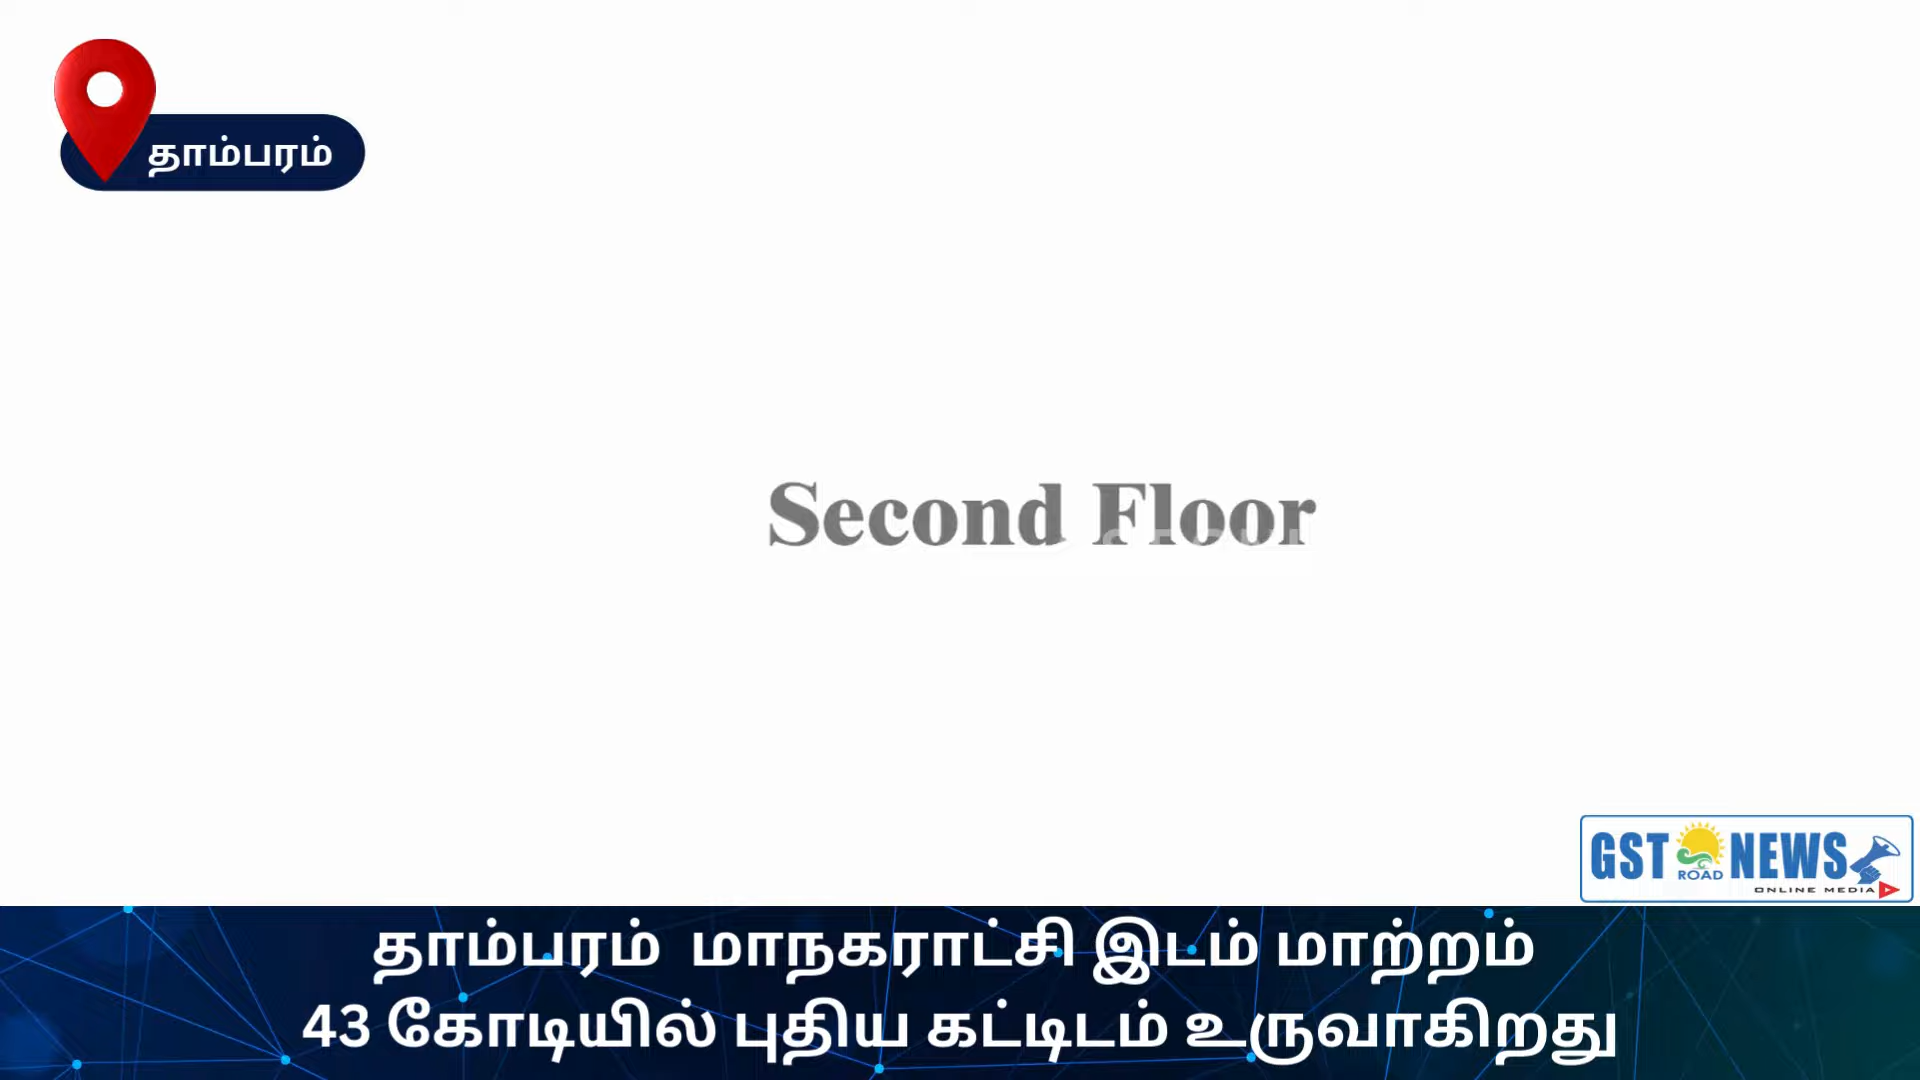 தாம்பரம்
Second Floor
GST ROAD NEWS
ONLINE MEDIA
தாம்பரம் மாநகராட்சி இடம் மாற்றம்
43 கோடியில் புதிய கட்டிடம் உருவாகிறது